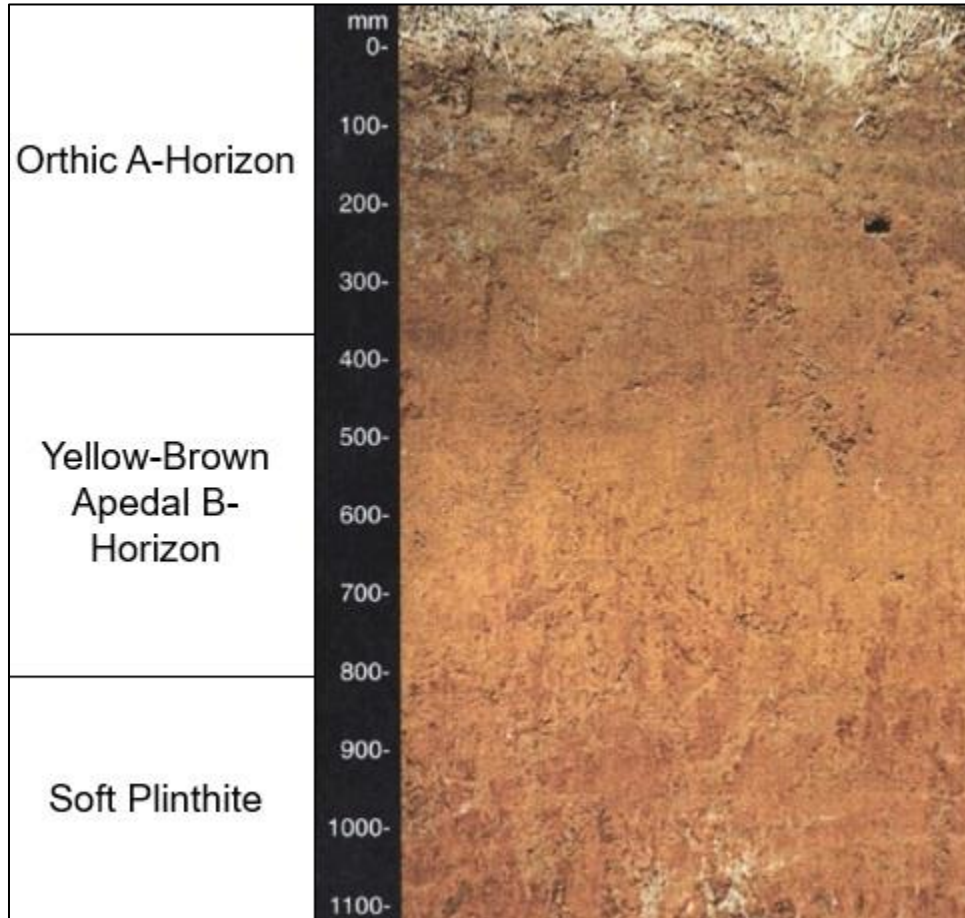 Orthic A-Horizon
Yellow-Brown
Apedal B-
Horizon
Soft Plinthite
mm
0-
100-
200-
300-
400-
500-
600-
700-
800-
900-
1000-
1100-